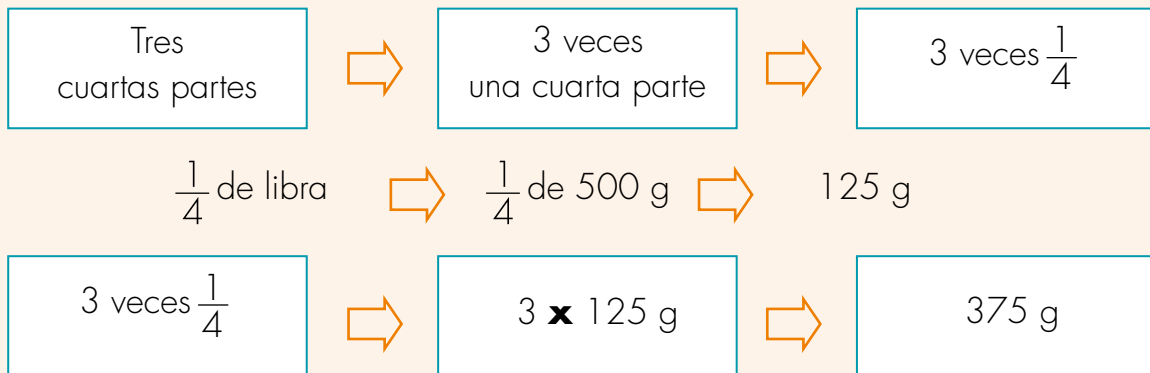 Tres
cuartas partes
3 veces
una cuarta parte
3 veces 1/4
1/4 de libra
1/4 de 500 g
125 g
3 veces 1/4
3 x 125 g
375 g